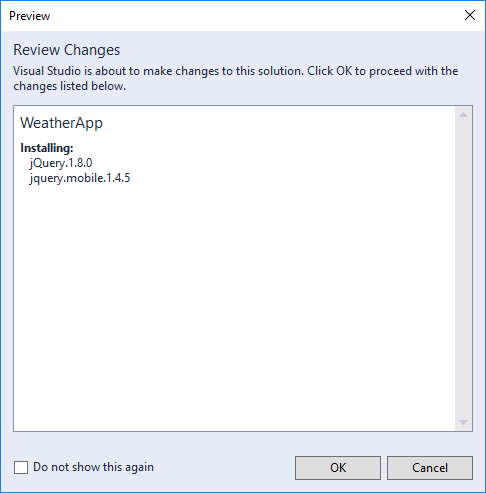 Preview
Review Changes
Visual Studio is about to make changes to this solution. Click OK to proceed with the
changes listed below.
WeatherApp
Installing:
jQuery.1.8.0
jquery.mobile.1.4.5
Do not show this again
OK
Cancel